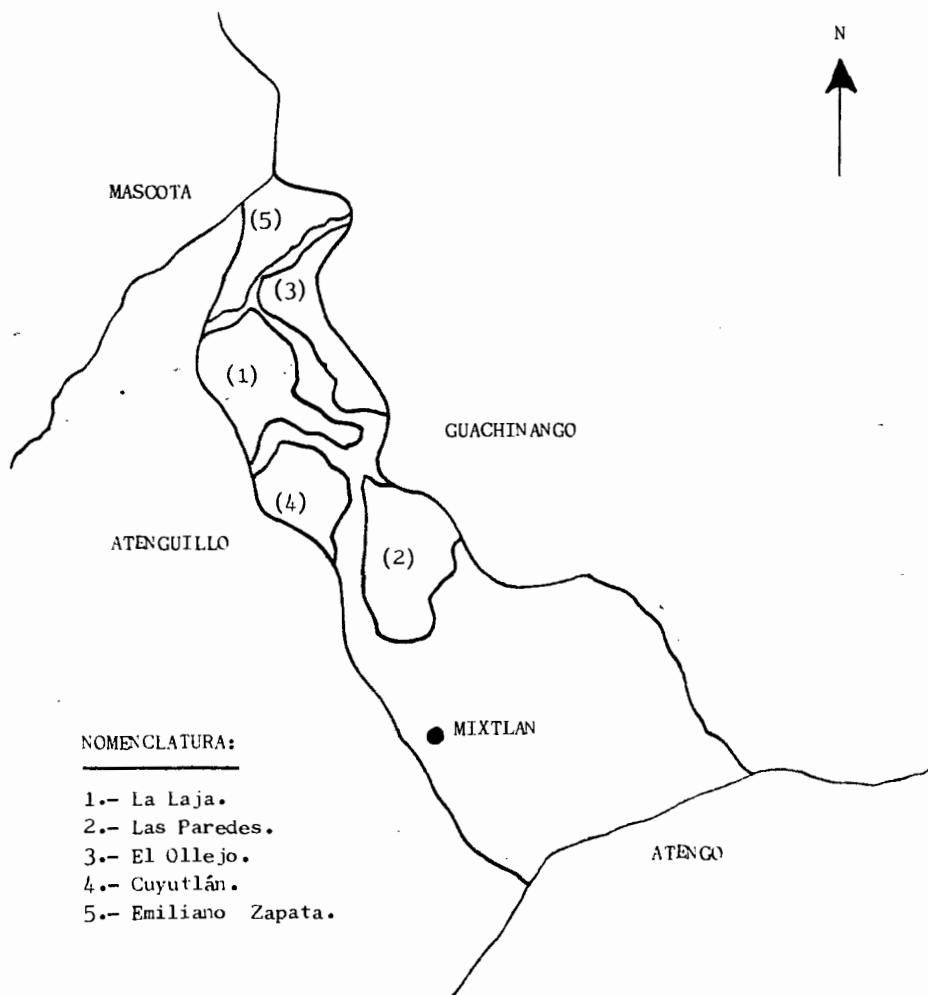 N
MASCOTA
(5)
(3)
(1)
GUACHINANGO
(4)
ATENGUILLO
(2)
MIXTLAN
NOMENCLATURA:
1.- La Laja.
2.- Las Paredes.
3.- El Ollejo.
4.- Cuyutlán.
5.- Emiliano Zapata.
ATENGO